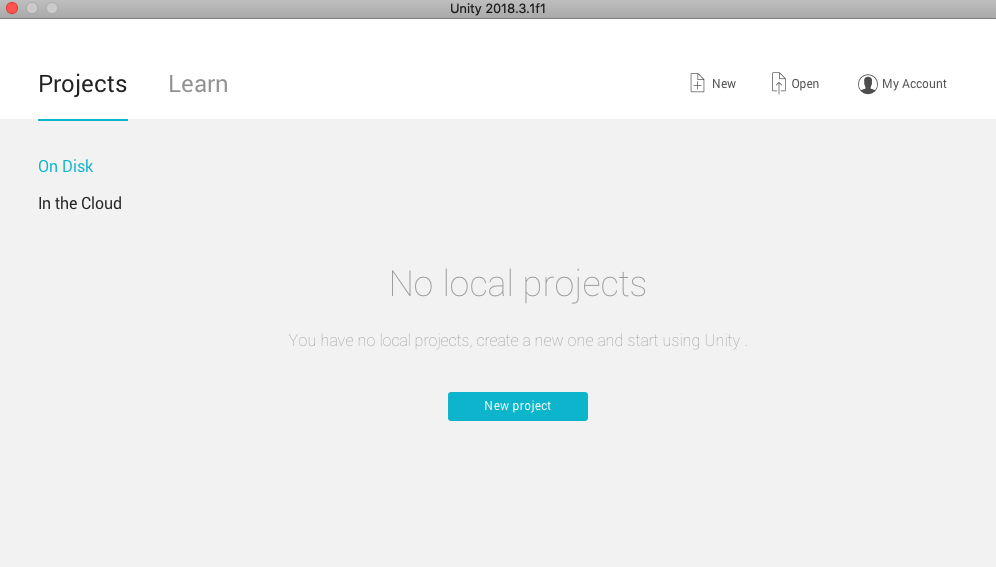 Unity 2018.3.1f1
Projects Learn New Open My Account
On Disk
In the Cloud
No local projects
You have no local projects, create a new one and start using Unity .
New project